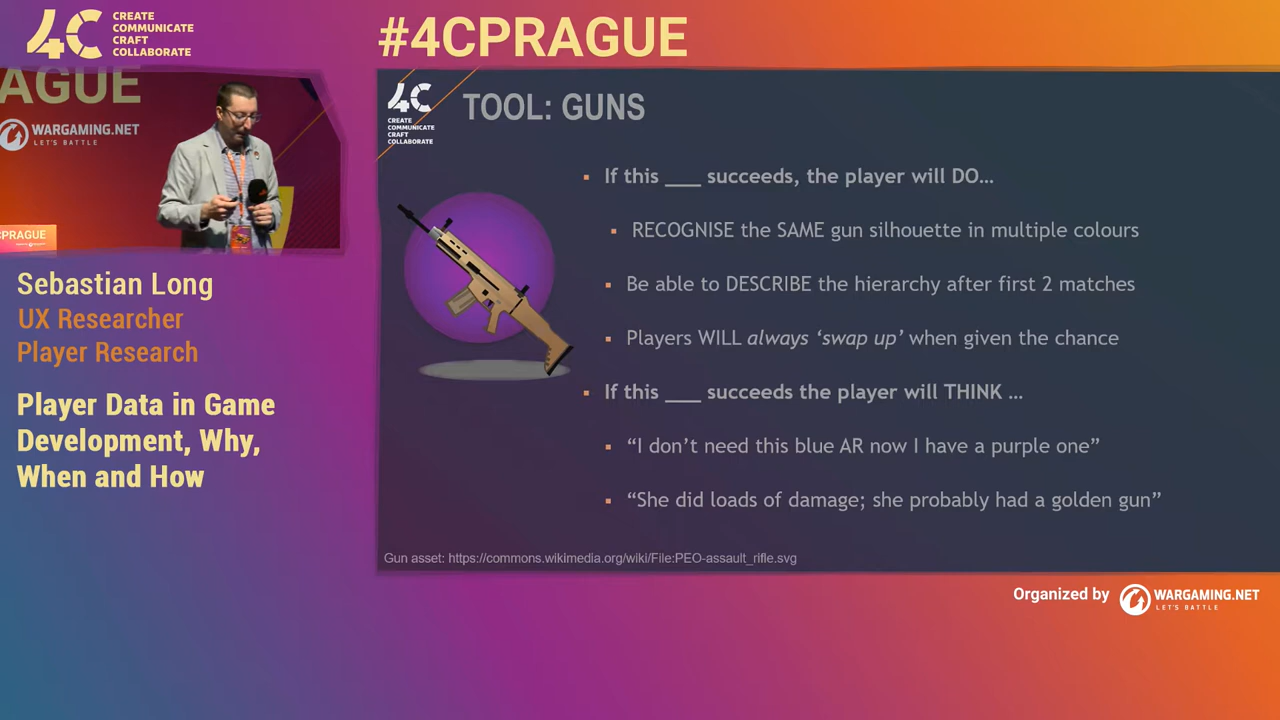 4C
CREATE
COMMUNICATE
CRAFT
COLLABORATE
#4CPRAGUE
AGUE
WARGAMING.NET
LET'S BATTLE
CPRAGUE
4C
CREATE
COMMUNICATE
CRAFT
COLLABORATE
TOOL: GUNS
▪ If this ___ succeeds, the player will DO…
▪ RECOGNISE the SAME gun silhouette in multiple colours
▪ Be able to DESCRIBE the hierarchy after first 2 matches
▪ Players WILL always ‘swap up’ when given the chance
▪ If this ___ succeeds the player will THINK …
▪ “I don’t need this blue AR now I have a purple one”
▪ “She did loads of damage; she probably had a golden gun”
Gun asset: https://commons.wikimedia.org/wiki/File:PEO-assault_rifle.svg
Sebastian Long
UX Researcher
Player Research
Player Data in Game
Development, Why,
When and How
Organized by
WARGAMING.NET
LET'S BATTLE